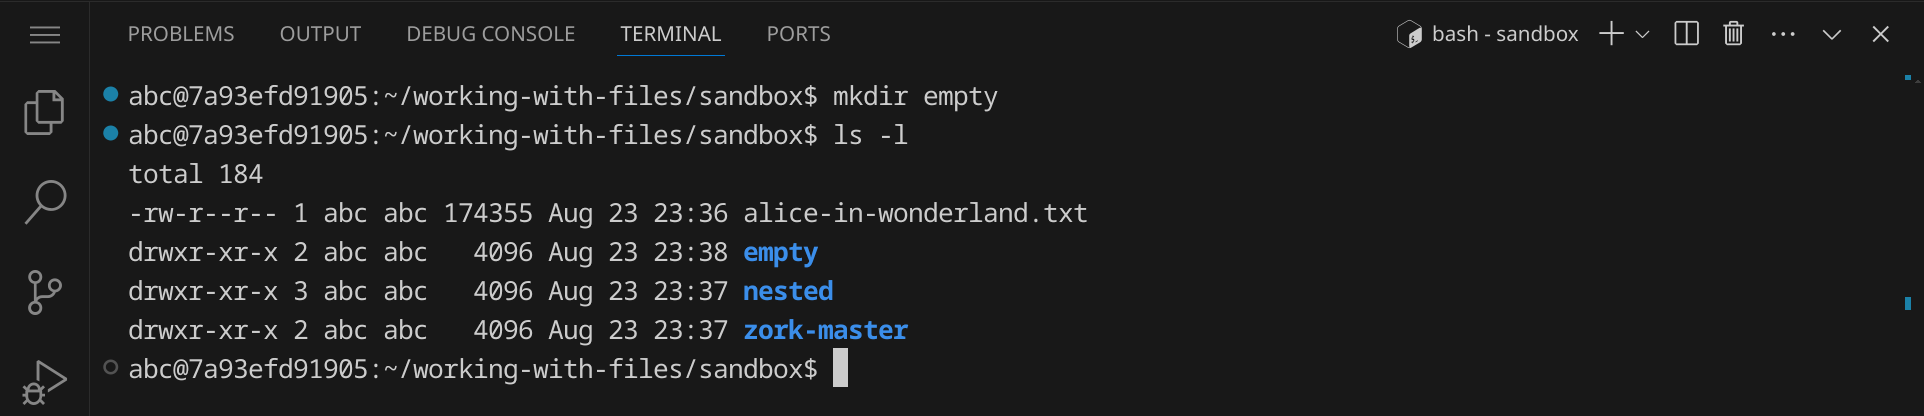 PROBLEMS OUTPUT DEBUG CONSOLE TERMINAL PORTS bash - sandbox
abc@7a93efd91905:~/working-with-files/sandbox$ mkdir empty
abc@7a93efd91905:~/working-with-files/sandbox$ ls -l
total 184
-rw-r--r-- 1 abc abc 174355 Aug 23 23:36 alice-in-wonderland.txt
drwxr-xr-x 2 abc abc   4096 Aug 23 23:38 empty
drwxr-xr-x 3 abc abc   4096 Aug 23 23:37 nested
drwxr-xr-x 2 abc abc   4096 Aug 23 23:37 zork-master
abc@7a93efd91905:~/working-with-files/sandbox$